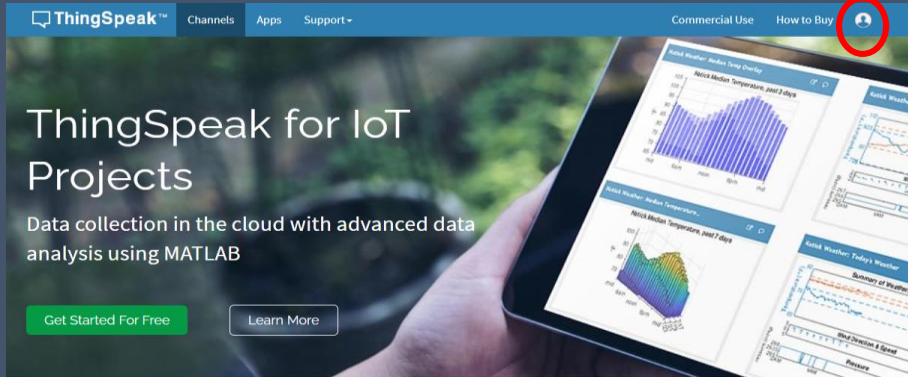 ThingSpeak™ Channels Apps Support Commercial Use How to Buy
ThingSpeak for IoT
Projects
Data collection in the cloud with advanced data
analysis using MATLAB
Get Started For Free Learn More
Natick Weather: Median Temp Overlay
Natick Median Temperature, past 3 days
Natick Weather: Median Temperature...
Natick Median Temperature, past 7 days
Natick Weather: Today's Weather
Summary of Weather
Wind Direction & Speed
Pressure